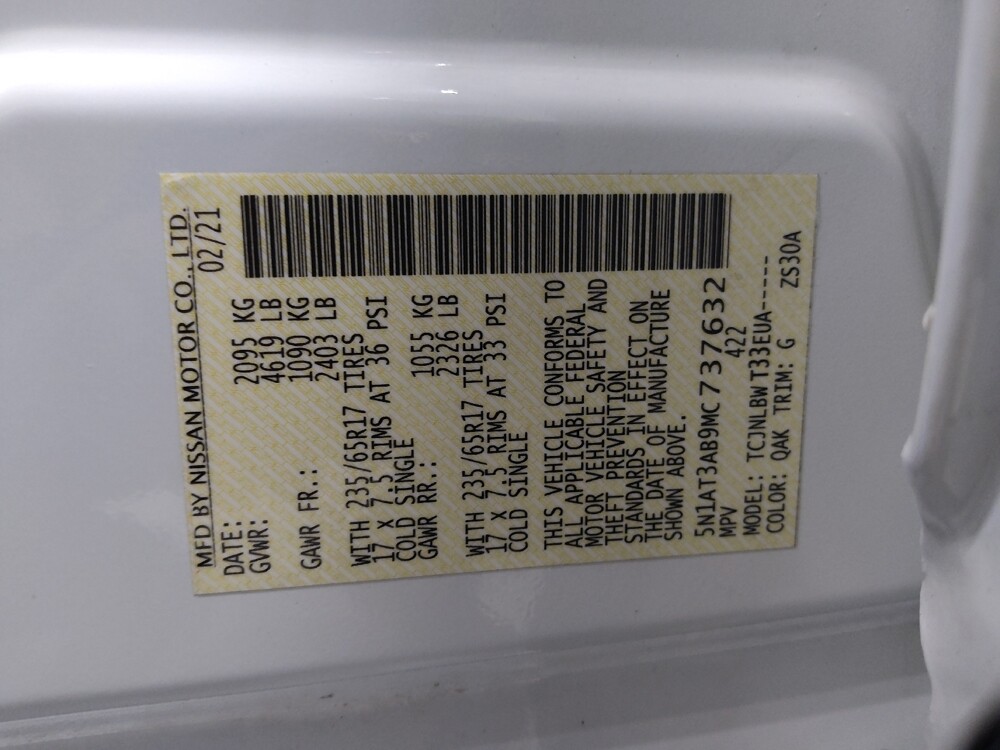 MFD BY NISSAN MOTOR CO., LTD.
DATE: 02/21
GVWR: 2095 KG
4619 LB
GAWR FR.: 1090 KG
2403 LB
WITH 235/65R17 TIRES
17 X 7.5 RIMS AT 36 PSI
COLD SINGLE
GAWR RR.: 1055 KG
2326 LB
WITH 235/65R17 TIRES
17 X 7.5 RIMS AT 33 PSI
COLD SINGLE
THIS VEHICLE CONFORMS TO
ALL APPLICABLE FEDERAL
MOTOR VEHICLE SAFETY AND
THEFT PREVENTION
STANDARDS IN EFFECT ON
THE DATE OF MANUFACTURE
SHOWN ABOVE.
5N1AT3AB9MC737632
MPV 422
MODEL: TCJNLBWT33EUA-----
COLOR: QAK TRIM: G ZS30A